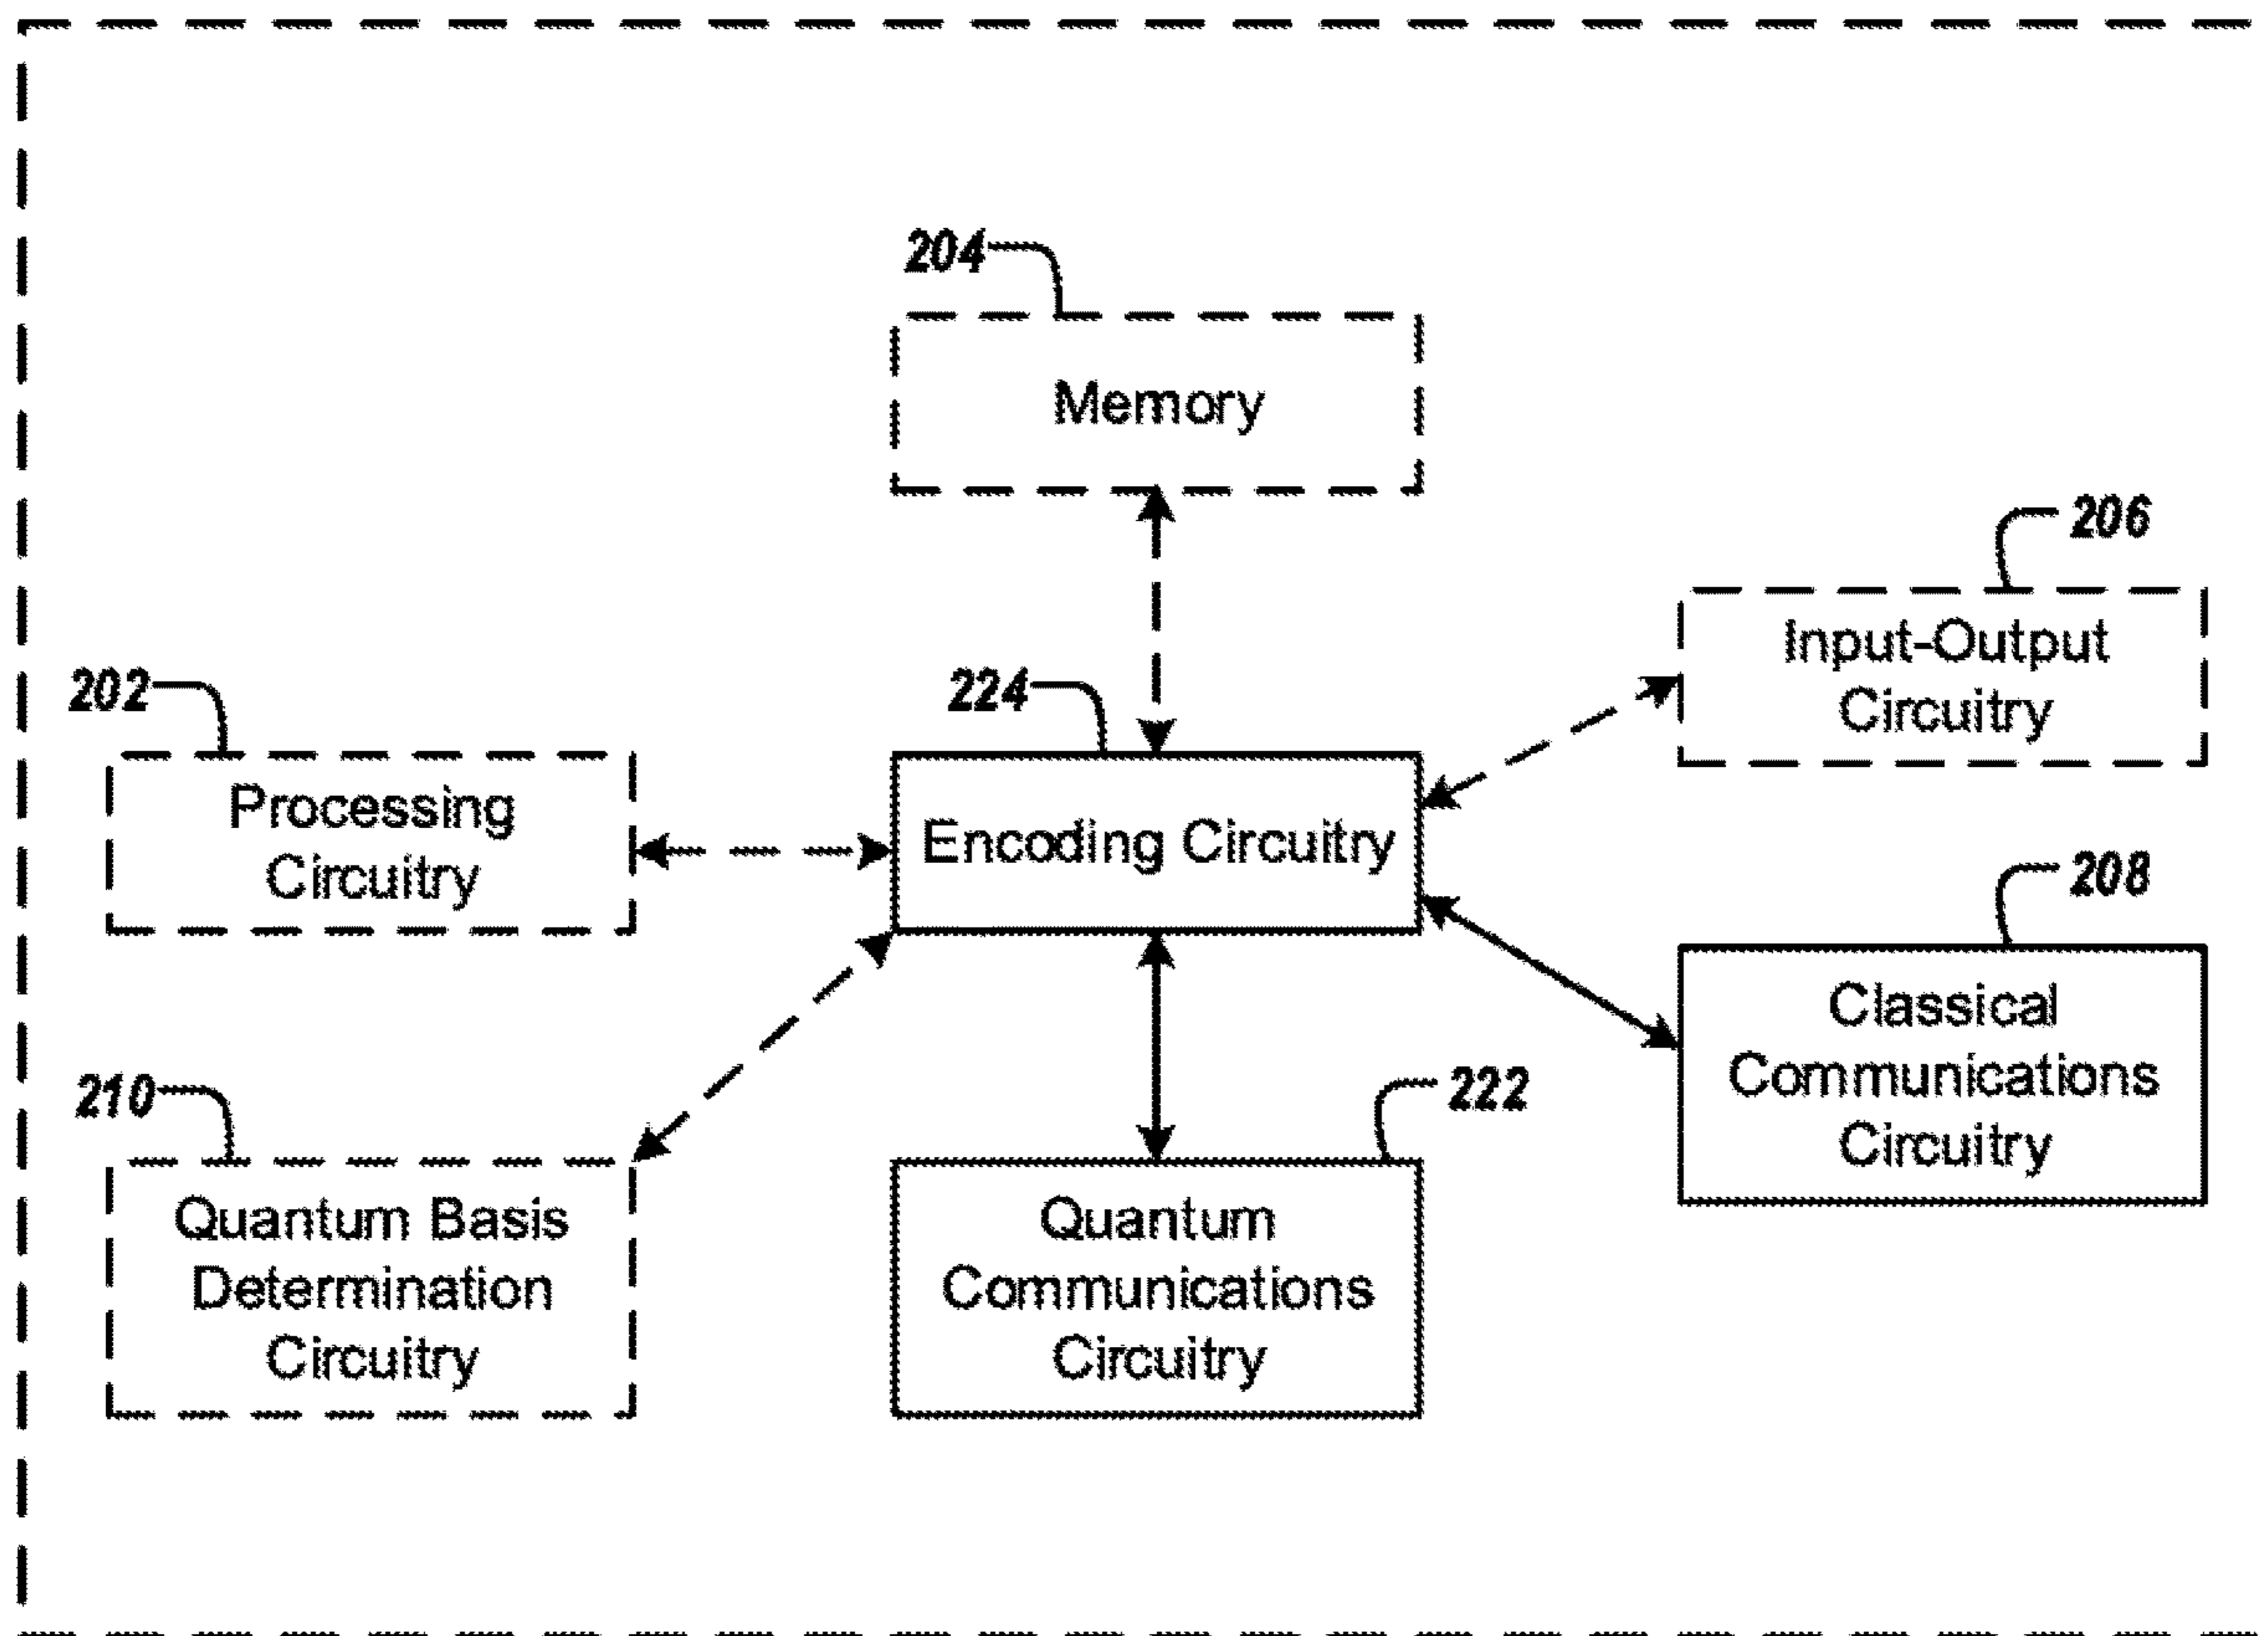 204
Memory
206
Input-Output
Circuitry
202
Processing
Circuitry
224
Encoding Circuitry
208
Classical
Communications
Circuitry
210
Quantum Basis
Determination
Circuitry
222
Quantum
Communications
Circuitry